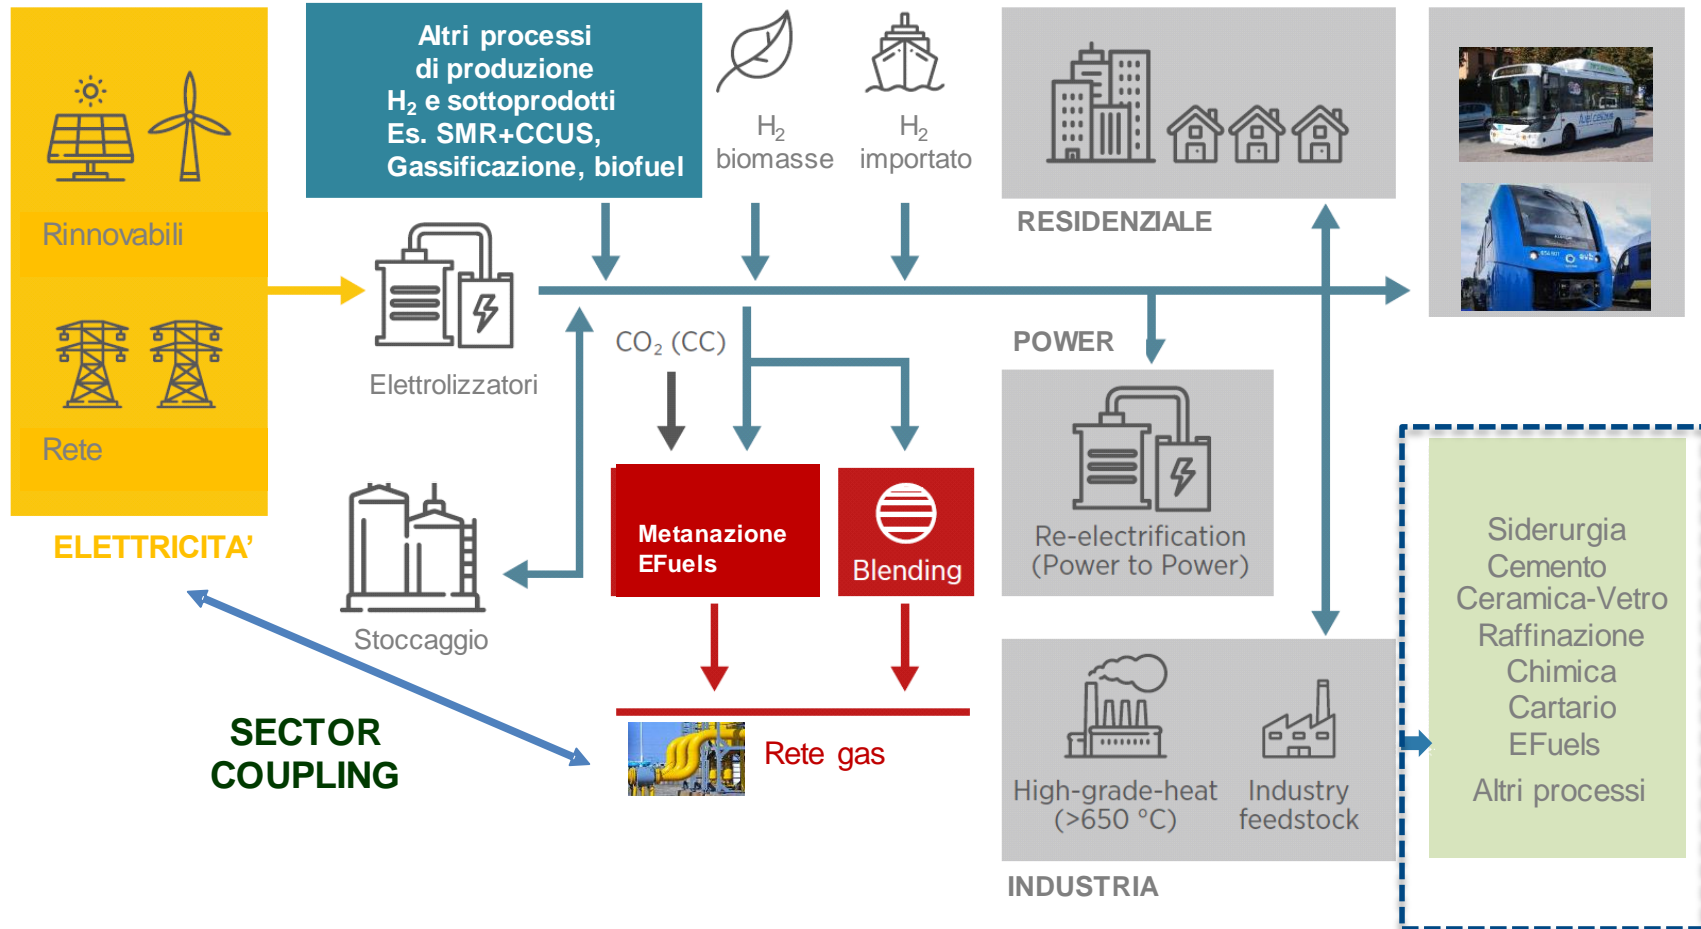 Altri processi
di produzione
H₂ e sottoprodotti
Es. SMR+CCUS,
Gassificazione, biofuel
H₂
biomasse
H₂
importato
Rinnovabili
Rete
ELETTRICITA’
Elettrolizzatori
Stoccaggio
CO₂ (CC)
Metanazione
EFuels
Blending
Rete gas
SECTOR
COUPLING
RESIDENZIALE
POWER
Re-electrification
(Power to Power)
High-grade-heat
(>650 °C)
Industry
feedstock
INDUSTRIA
Siderurgia
Cemento
Ceramica-Vetro
Raffinazione
Chimica
Cartario
EFuels
Altri processi